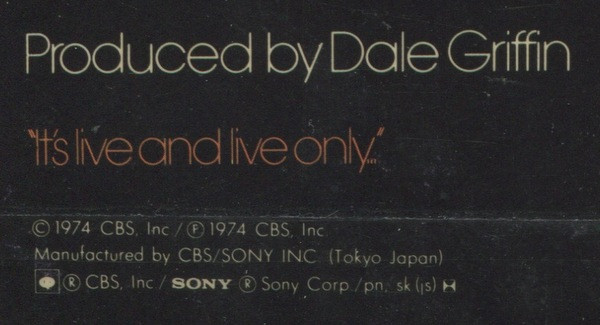 Produced by Dale Griffin
"It's live and live only..."
© 1974 CBS, Inc / Ⓟ 1974 CBS, Inc.
Manufactured by CBS/SONY INC. (Tokyo Japan)
® CBS, Inc / SONY ® Sony Corp./pn, sk (js) H